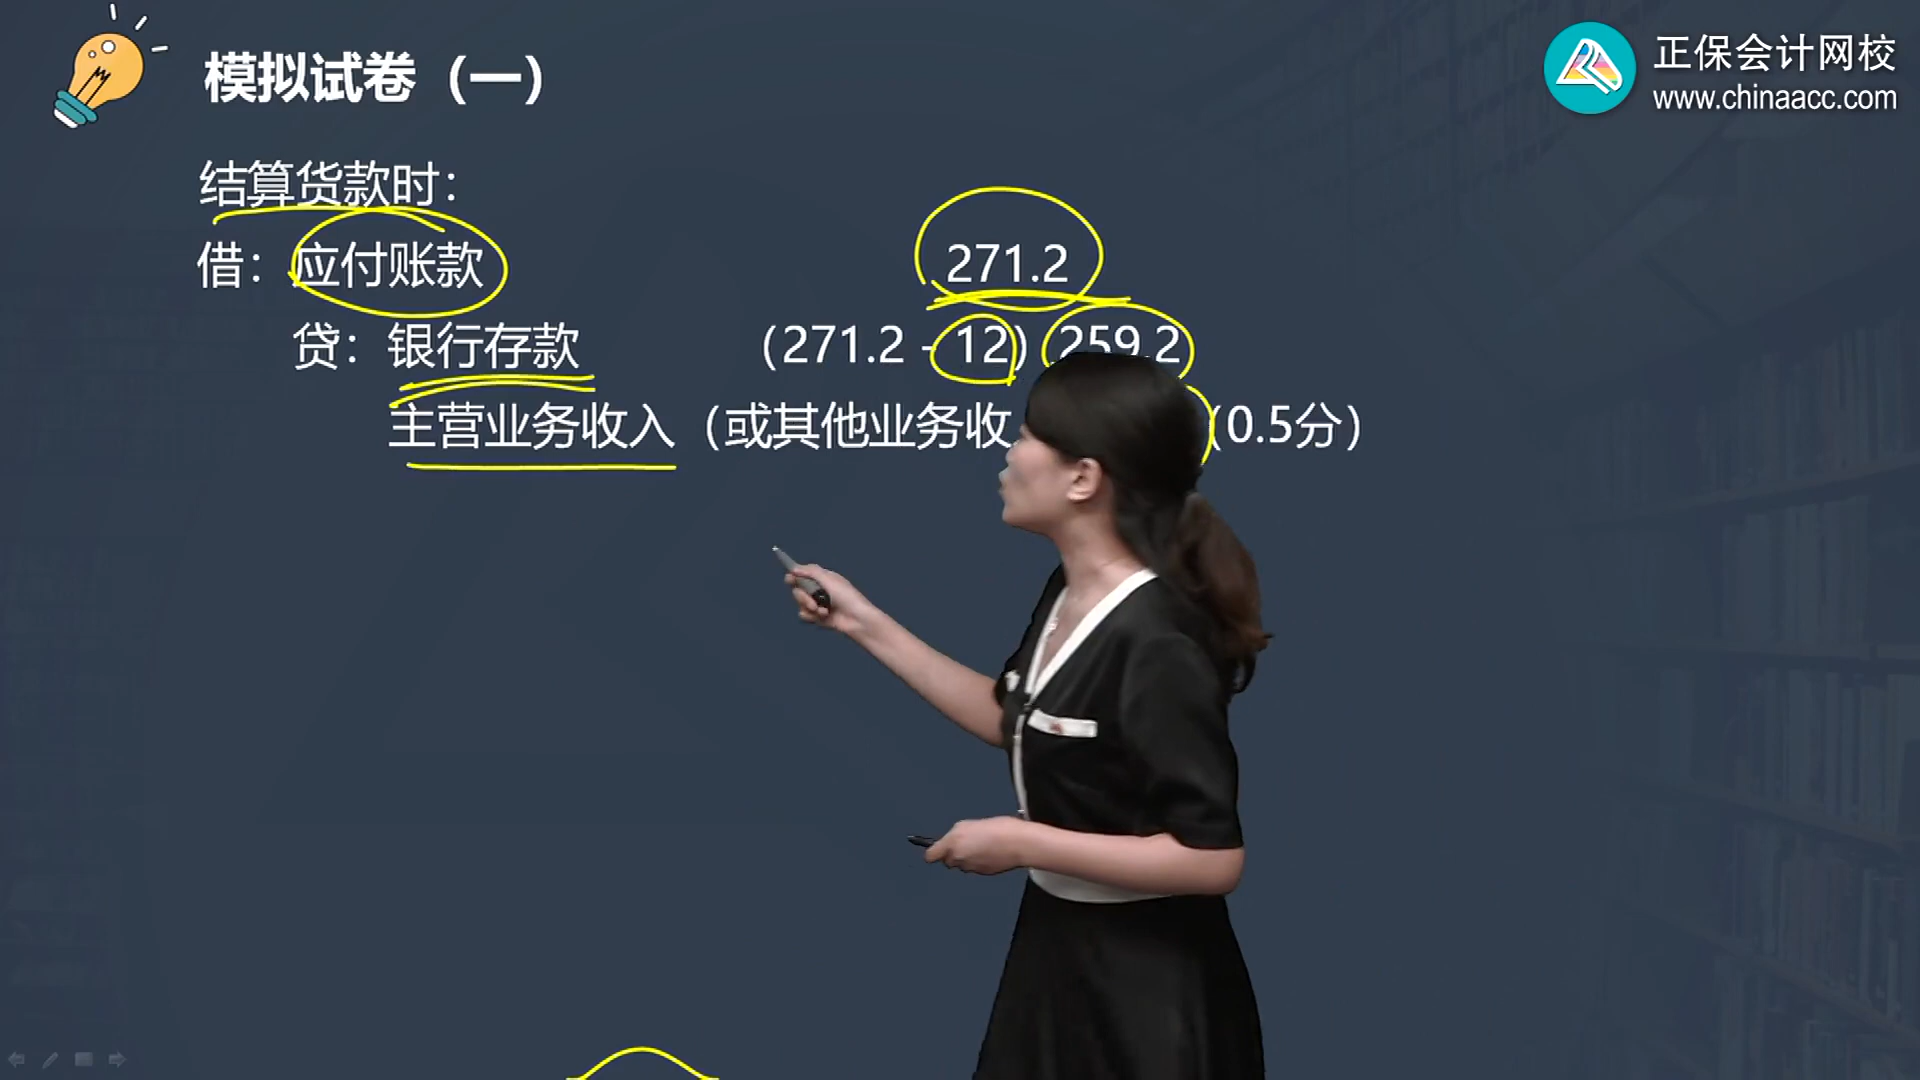 模拟试卷（一）
正保会计网校
www.chinaacc.com
结算货款时：
借：应付账款 271.2
贷：银行存款 （271.2 - 12）259.2
主营业务收入（或其他业务收 （0.5分）